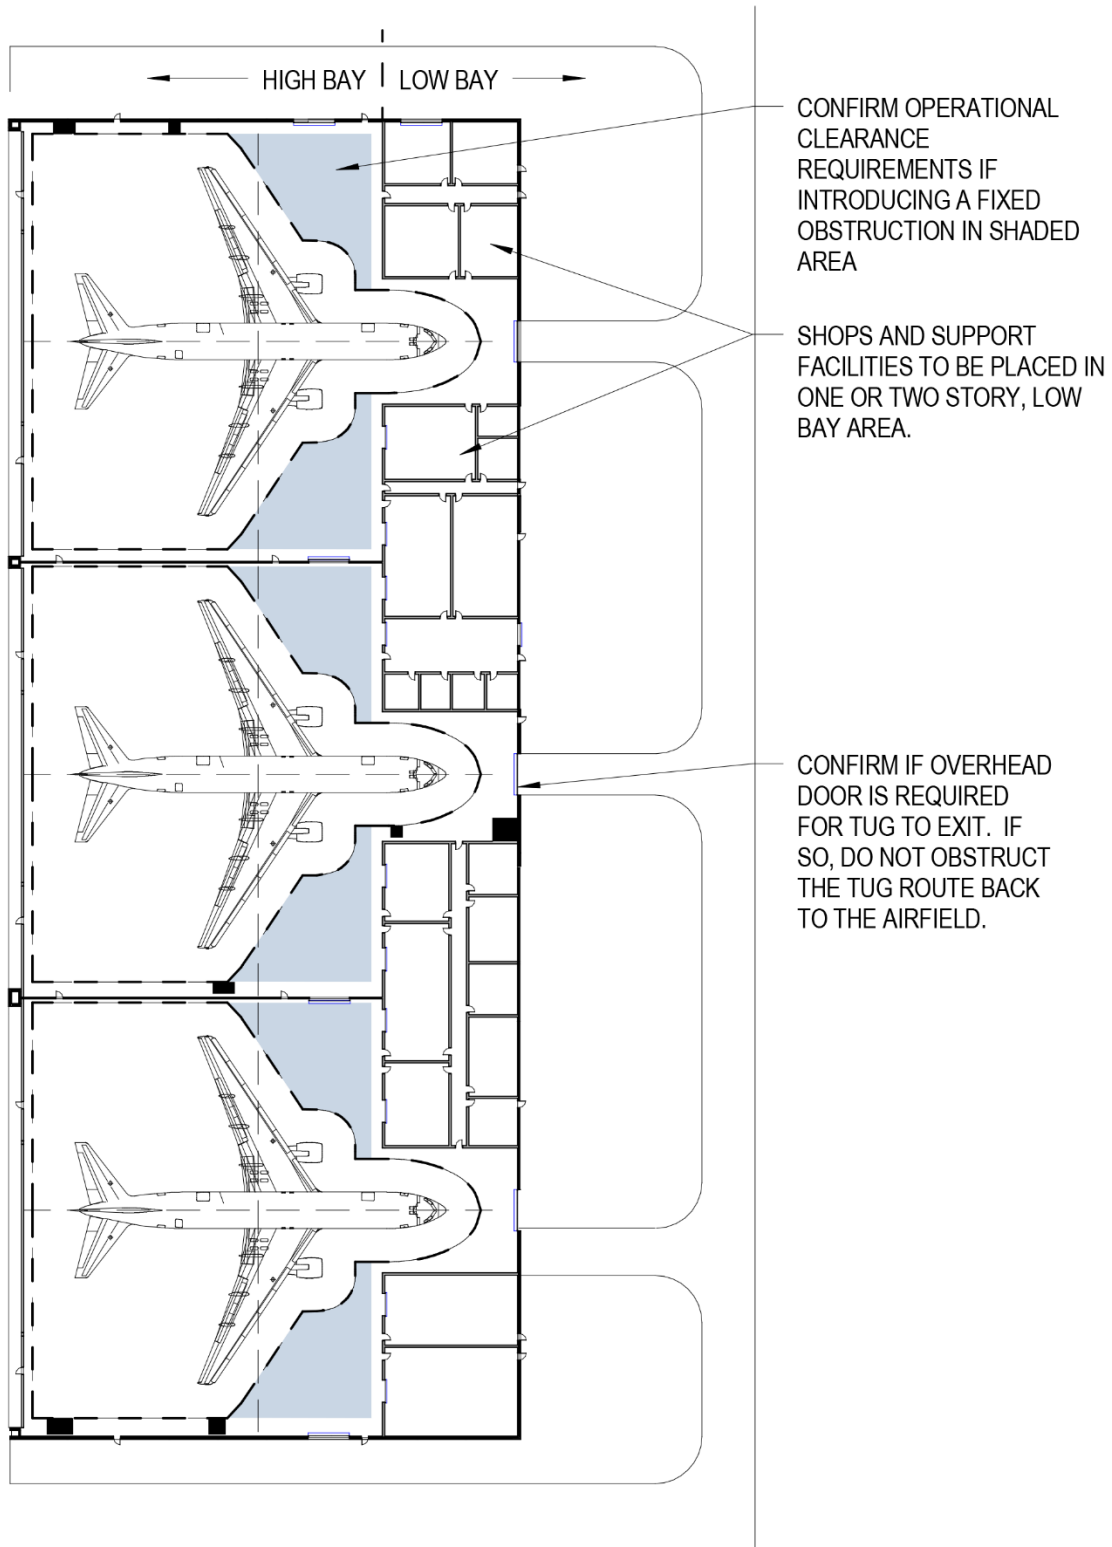 HIGH BAY
LOW BAY
CONFIRM OPERATIONAL
CLEARANCE
REQUIREMENTS IF
INTRODUCING A FIXED
OBSTRUCTION IN SHADED
AREA
SHOPS AND SUPPORT
FACILITIES TO BE PLACED IN
ONE OR TWO STORY, LOW
BAY AREA.
CONFIRM IF OVERHEAD
DOOR IS REQUIRED
FOR TUG TO EXIT.  IF
SO, DO NOT OBSTRUCT
THE TUG ROUTE BACK
TO THE AIRFIELD.